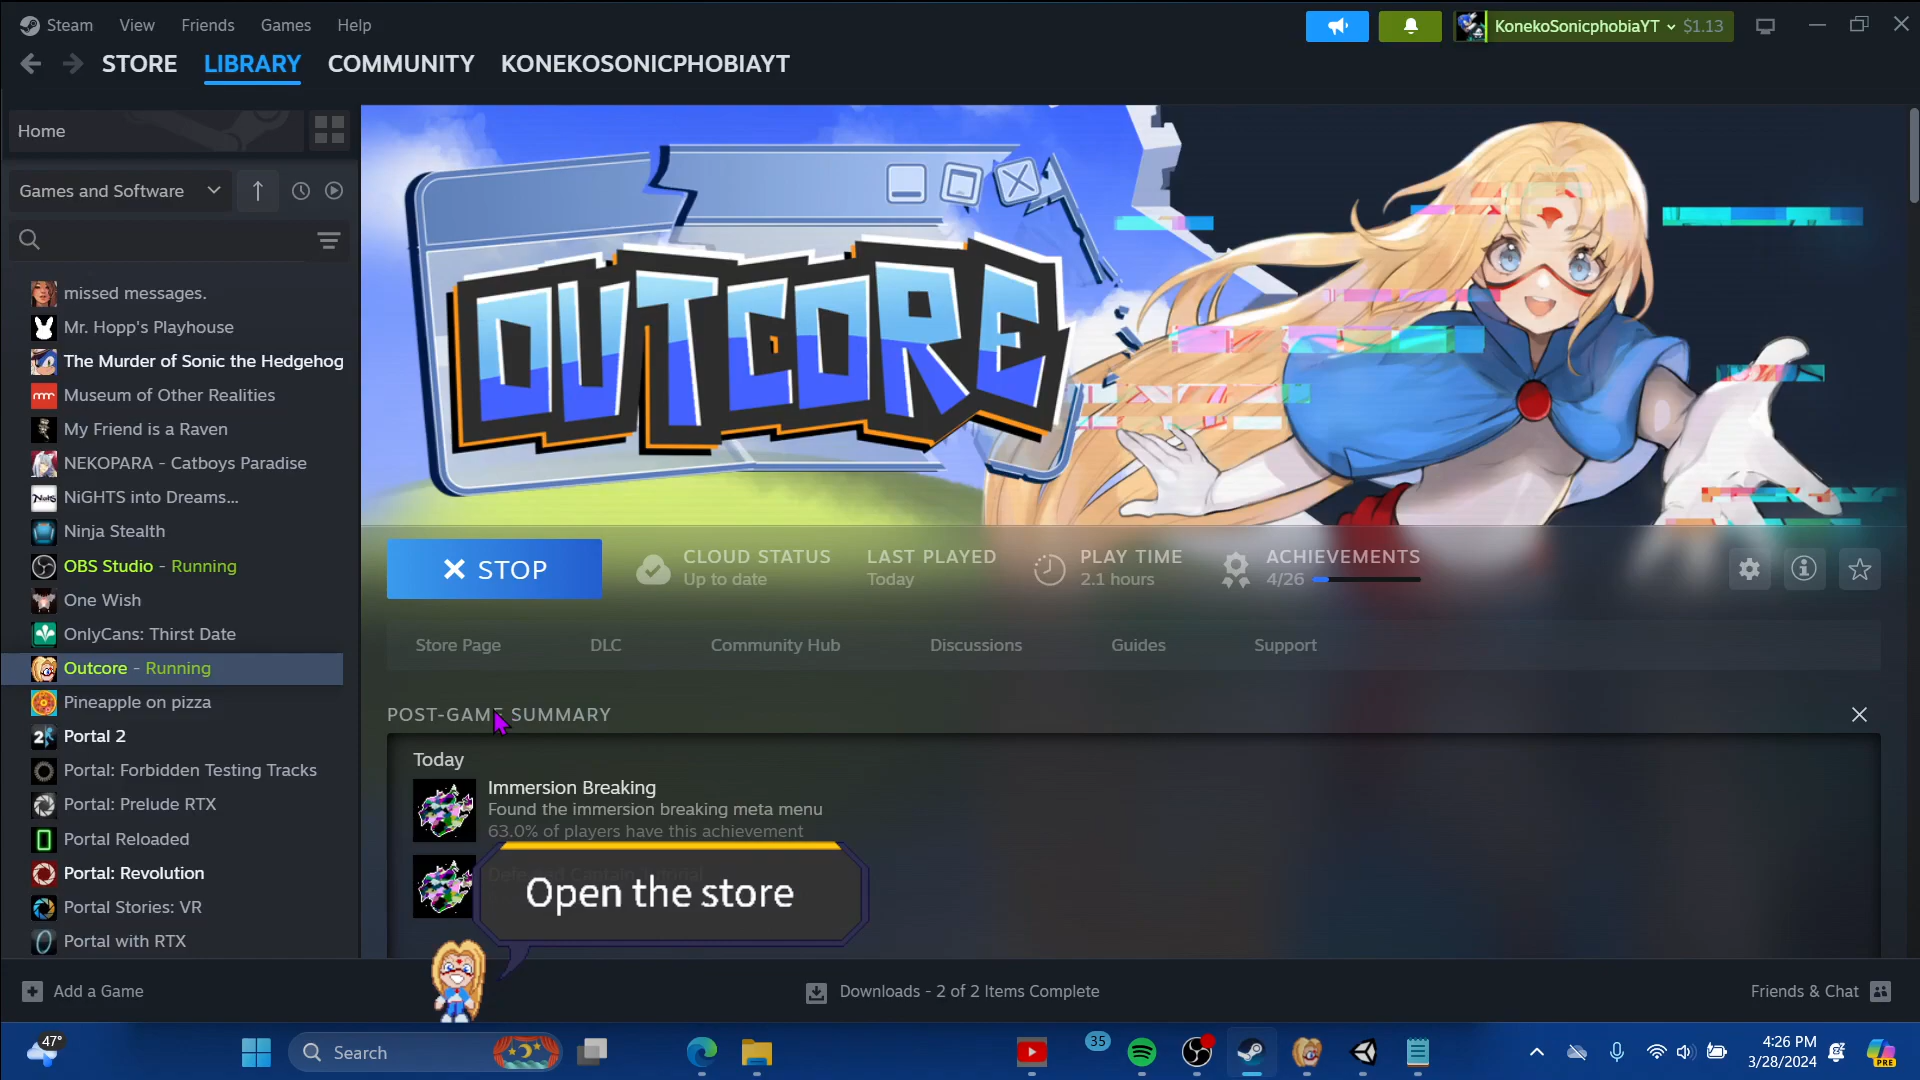 Steam View Friends Games Help
KonekoSonicphobiaYT $1.13
STORE LIBRARY COMMUNITY KONEKOSONICPHOBIAYT
Home
Games and Software
missed messages.
Mr. Hopp's Playhouse
The Murder of Sonic the Hedgehog
Museum of Other Realities
My Friend is a Raven
NEKOPARA - Catboys Paradise
NiGHTS into Dreams...
Ninja Stealth
OBS Studio - Running
One Wish
OnlyCans: Thirst Date
Outcore - Running
Pineapple on pizza
Portal 2
Portal: Forbidden Testing Tracks
Portal: Prelude RTX
Portal Reloaded
Portal: Revolution
Portal Stories: VR
Portal with RTX
OUTCORE
STOP
CLOUD STATUS
Up to date
LAST PLAYED
Today
PLAY TIME
2.1 hours
ACHIEVEMENTS
4/26
Store Page DLC Community Hub Discussions Guides Support
POST-GAME SUMMARY
Today
Immersion Breaking
Found the immersion breaking meta menu
63.0% of players have this achievement
Open the store
Add a Game
Downloads - 2 of 2 Items Complete
Friends & Chat
47°
Search
35
4:26 PM
3/28/2024
PRE